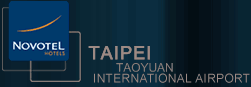 NOVOTEL
HOTELS
TAIPEI
TAOYUAN
INTERNATIONAL AIRPORT